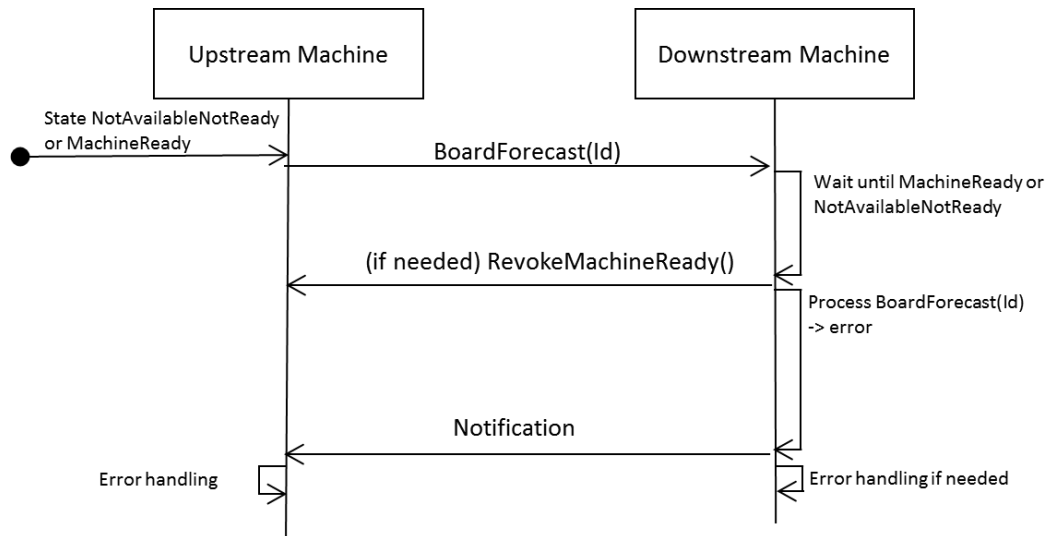 Upstream Machine
Downstream Machine
State NotAvailableNotReady
or MachineReady
BoardForecast(Id)
Wait until MachineReady or
NotAvailableNotReady
(if needed) RevokeMachineReady()
Process BoardForecast(Id)
-> error
Notification
Error handling
Error handling if needed